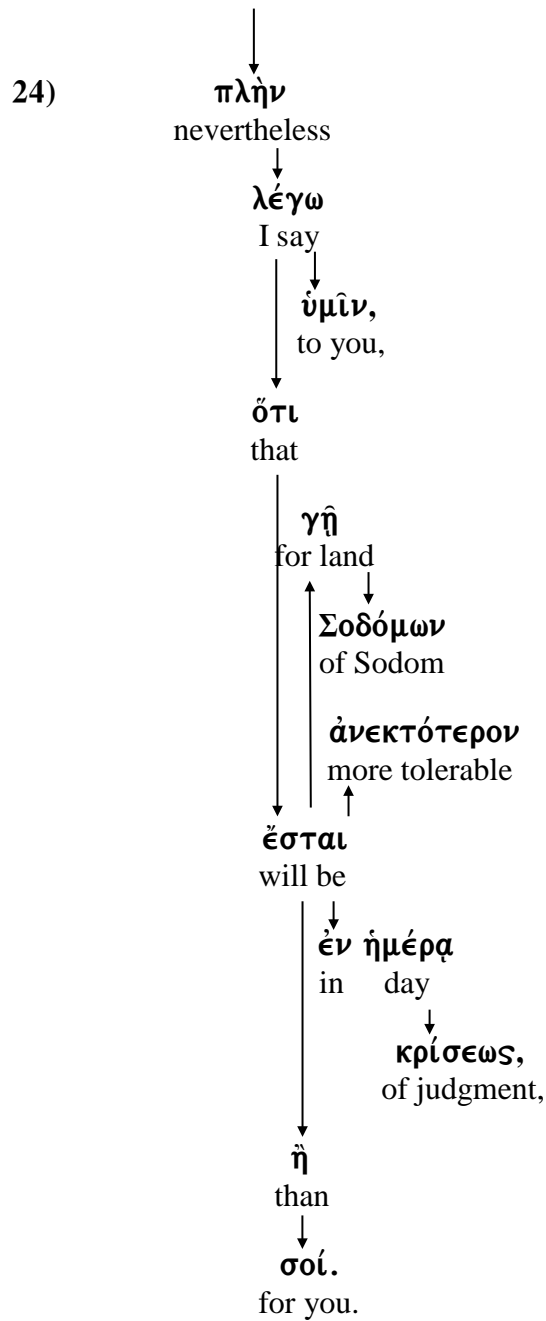 24) πλὴν
nevertheless
λέγω
I say
ὑμῖν,
to you,
ὅτι
that
γῇ
for land
Σοδόμων
of Sodom
ἀνεκτότερον
more tolerable
ἔσται
will be
ἐν ἡμέρᾳ
in day
κρίσεως,
of judgment,
ἢ
than
σοί.
for you.